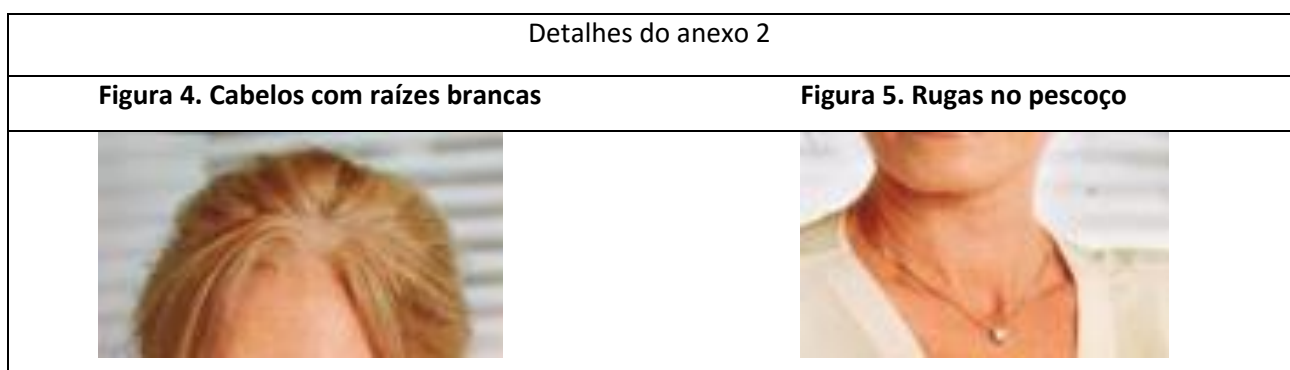 Detalhes do anexo 2
Figura 4. Cabelos com raízes brancas
Figura 5. Rugas no pescoço